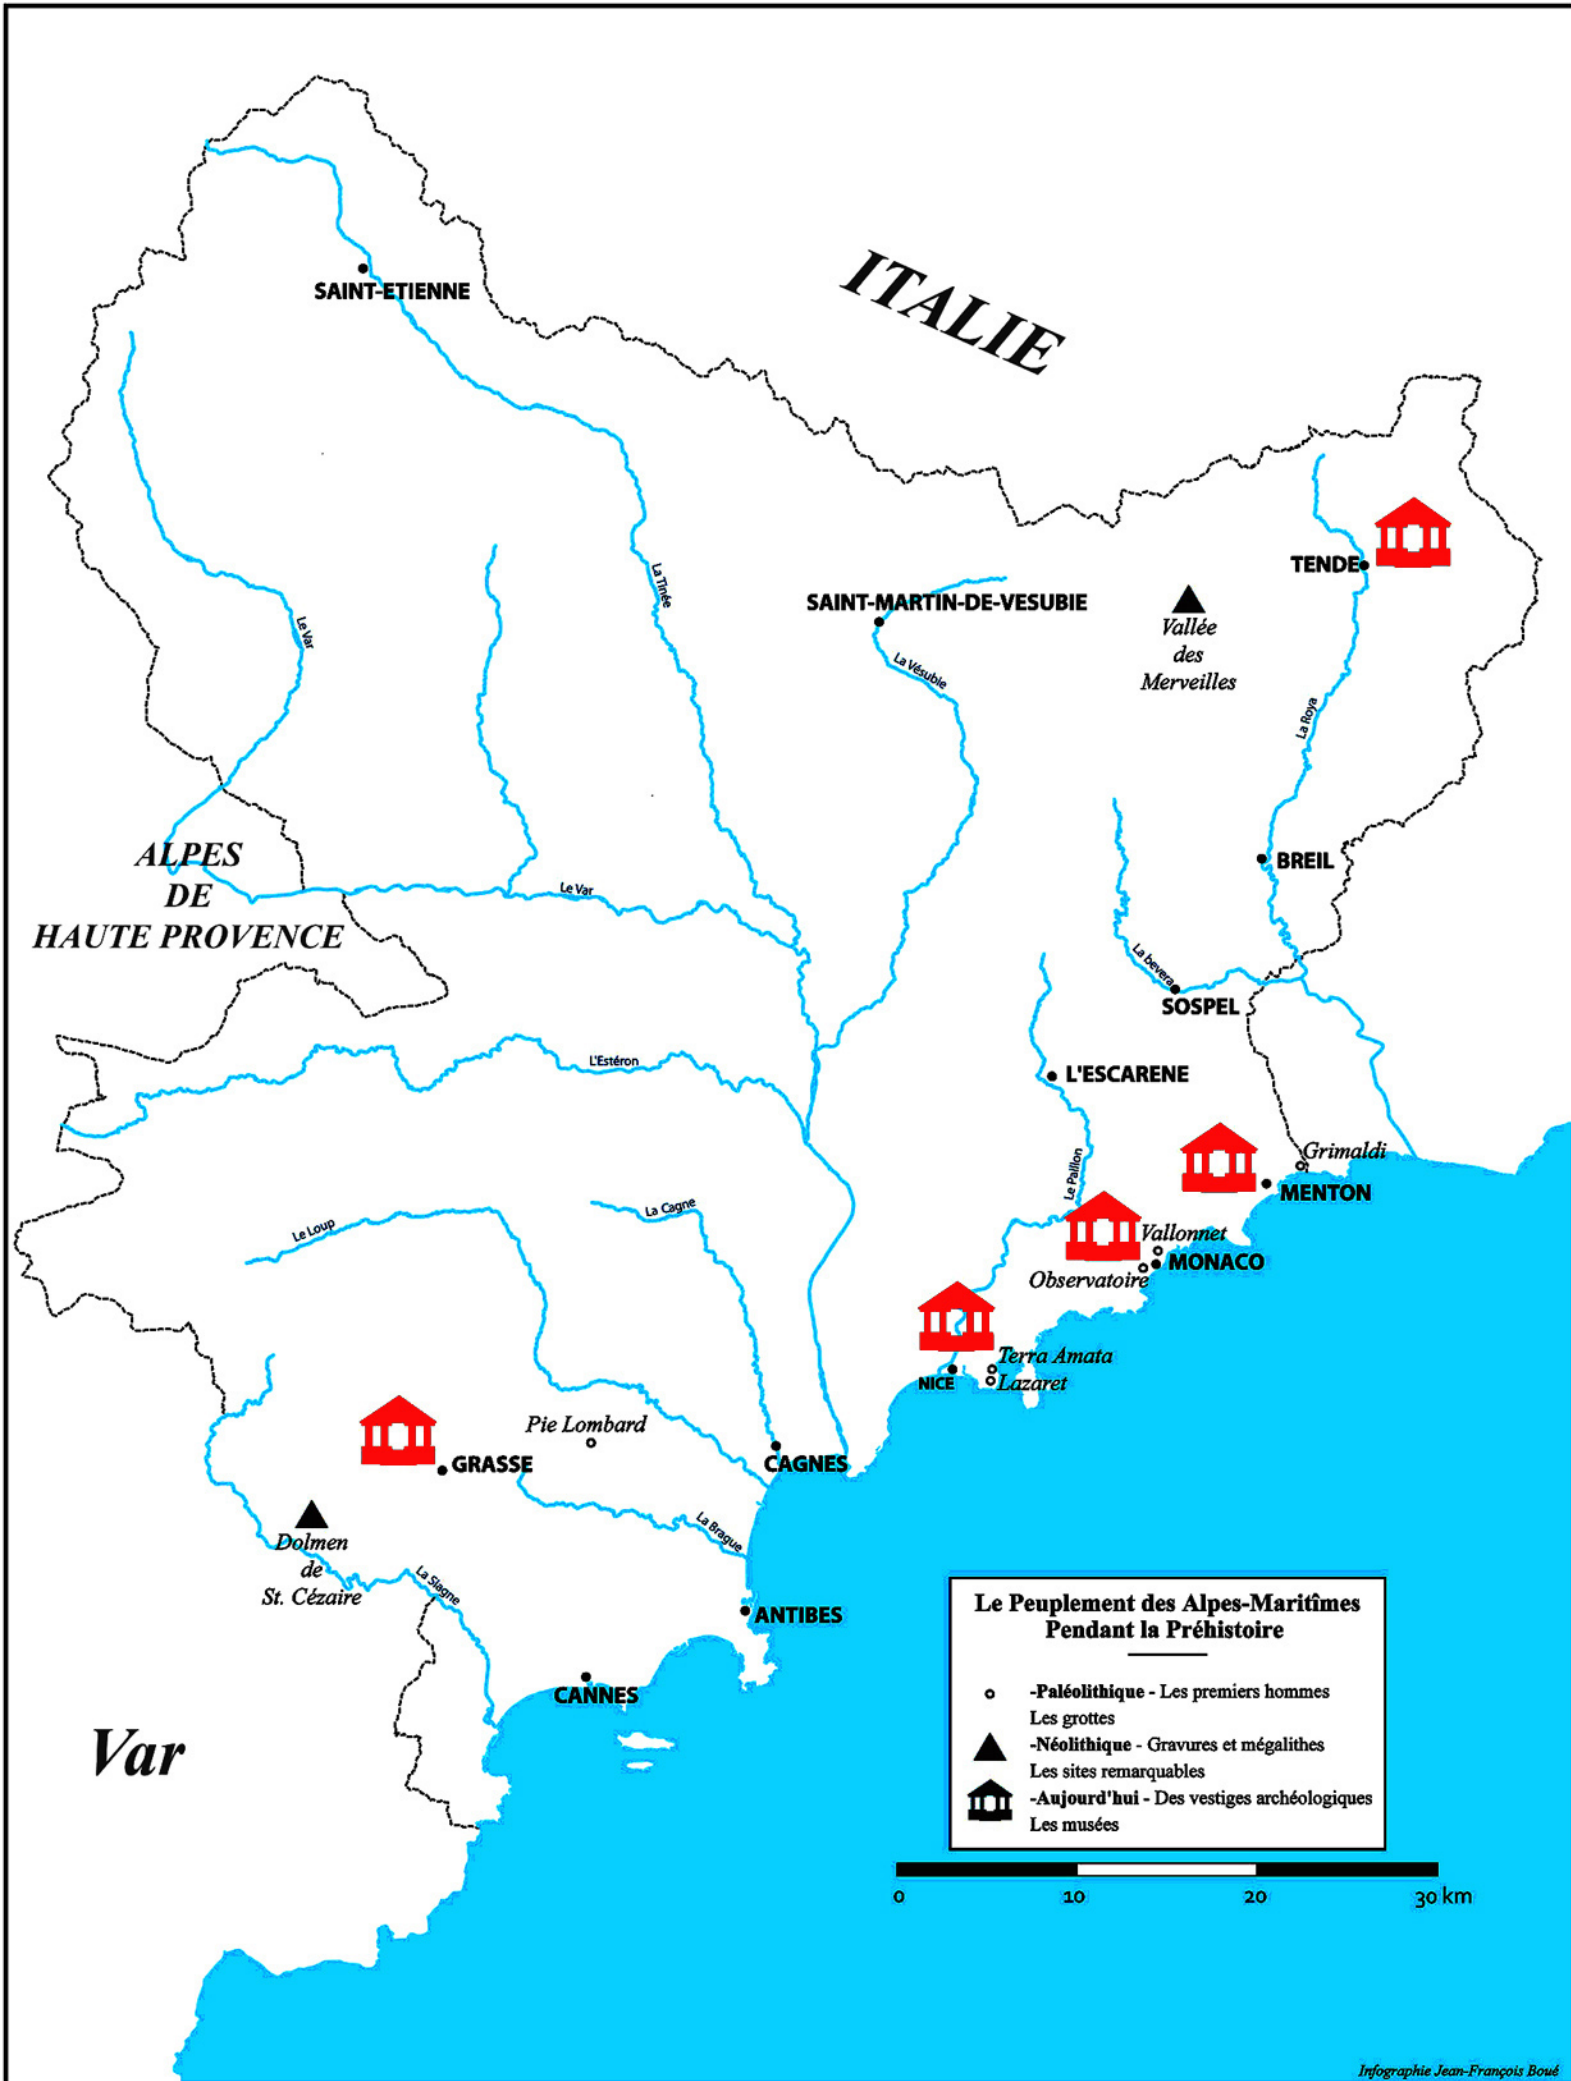 ITALIE
SAINT-ETIENNE
TENDE
La Tinée
SAINT-MARTIN-DE-VESUBIE
Vallée
des
Merveilles
Le Var
La Vésubie
La Roya
ALPES
DE
HAUTE PROVENCE
BREIL
Le Var
La bevera
SOSPEL
L'Estéron
L'ESCARENE
Grimaldi
MENTON
Le Paillon
La Cagne
Le Loup
Vallonnet
MONACO
Observatoire
Terra Amata
NICE
Lazaret
Pie Lombard
GRASSE
CAGNES
La Brague
Dolmen
de
St. Cézaire
La Siagne
ANTIBES
CANNES
Var
Le Peuplement des Alpes-Maritîmes
Pendant la Préhistoire
-Paléolithique - Les premiers hommes
Les grottes
-Néolithique - Gravures et mégalithes
Les sites remarquables
-Aujourd'hui - Des vestiges archéologiques
Les musées
0 10 20 30 km
Infographie Jean-François Boué